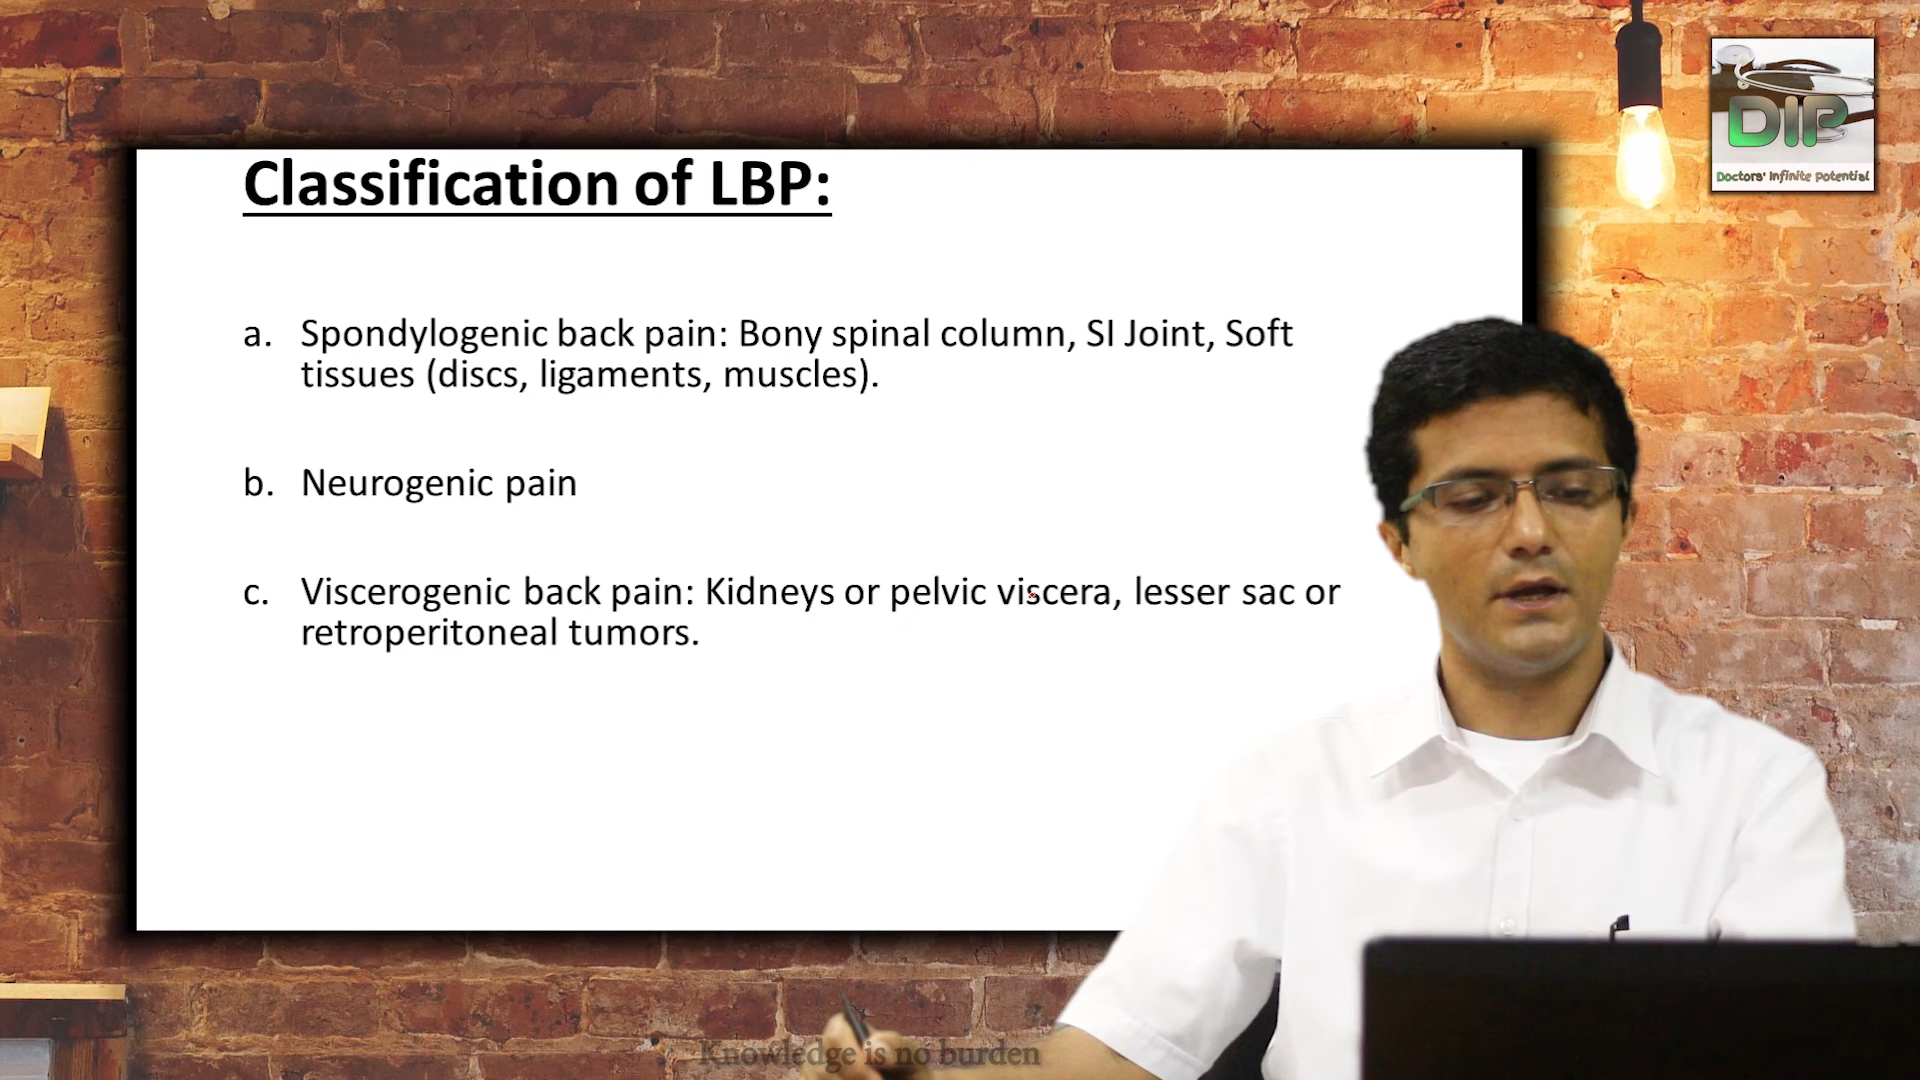 DIP
Doctors' Infinite Potential
Classification of LBP:
a. Spondylogenic back pain: Bony spinal column, SI Joint, Soft
tissues (discs, ligaments, muscles).
b. Neurogenic pain
c. Viscerogenic back pain: Kidneys or pelvic viscera, lesser sac or
retroperitoneal tumors.
Knowledge is no burden